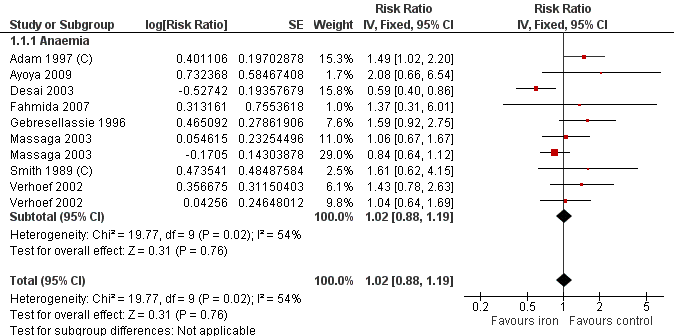 Risk Ratio Risk Ratio
Study or Subgroup log[Risk Ratio] SE Weight IV, Fixed, 95% CI IV, Fixed, 95% CI
1.1.1 Anaemia
Adam 1997 (C) 0.401106 0.19702878 15.3% 1.49 [1.02, 2.20]
Ayoya 2009 0.732368 0.58467408 1.7% 2.08 [0.66, 6.54]
Desai 2003 -0.52742 0.19357679 15.8% 0.59 [0.40, 0.86]
Fahmida 2007 0.313161 0.7553618 1.0% 1.37 [0.31, 6.01]
Gebresellassie 1996 0.465092 0.27861906 7.6% 1.59 [0.92, 2.75]
Massaga 2003 0.054615 0.23254496 11.0% 1.06 [0.67, 1.67]
Massaga 2003 -0.1705 0.14303878 29.0% 0.84 [0.64, 1.12]
Smith 1989 (C) 0.473541 0.48487584 2.5% 1.61 [0.62, 4.15]
Verhoef 2002 0.356675 0.31150403 6.1% 1.43 [0.78, 2.63]
Verhoef 2002 0.04256 0.24648012 9.8% 1.04 [0.64, 1.69]
Subtotal (95% CI) 100.0% 1.02 [0.88, 1.19]
Heterogeneity: Chi² = 19.77, df = 9 (P = 0.02); I² = 54%
Test for overall effect: Z = 0.31 (P = 0.76)
Total (95% CI) 100.0% 1.02 [0.88, 1.19]
Heterogeneity: Chi² = 19.77, df = 9 (P = 0.02); I² = 54%
Test for overall effect: Z = 0.31 (P = 0.76)
Test for subgroup differences: Not applicable
0.2 0.5 1 2 5
Favours iron Favours control